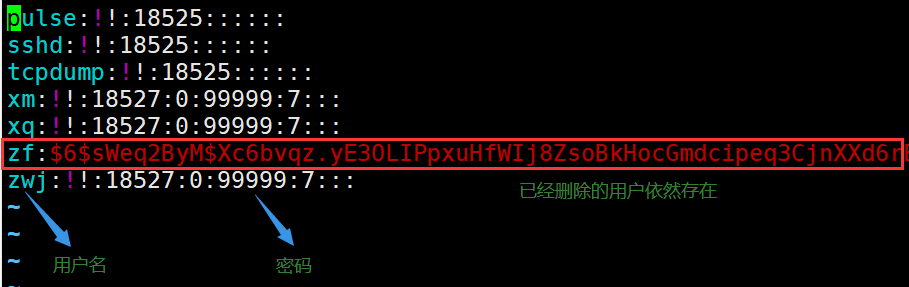 pulse:!!:18525::::::
sshd:!!:18525::::::
tcpdump:!!:18525::::::
xm:!!:18527:0:99999:7:::
xq:!!:18527:0:99999:7:::
zf:$6$sWeq2ByM$Xc6bvqz.yE3OLIPpxuHfWIj8ZsoBkHocGmdcipeq3CjnXXd6r
zwj:!!:18527:0:99999:7:::
已经删除的用户依然存在
~
~
~
用户名
密码
~